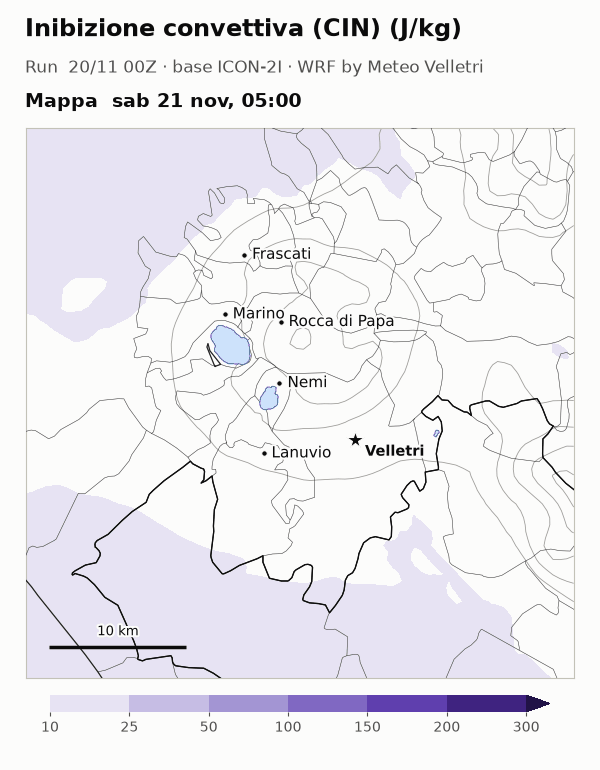 Inibizione convettiva (CIN) (J/kg)
Run  20/11 00Z · base ICON-2I · WRF by Meteo Velletri
Mappa  sab 21 nov, 05:00
Frascati
Marino
Rocca di Papa
Nemi
Velletri
Lanuvio
10 km
10 25 50 100 150 200 300